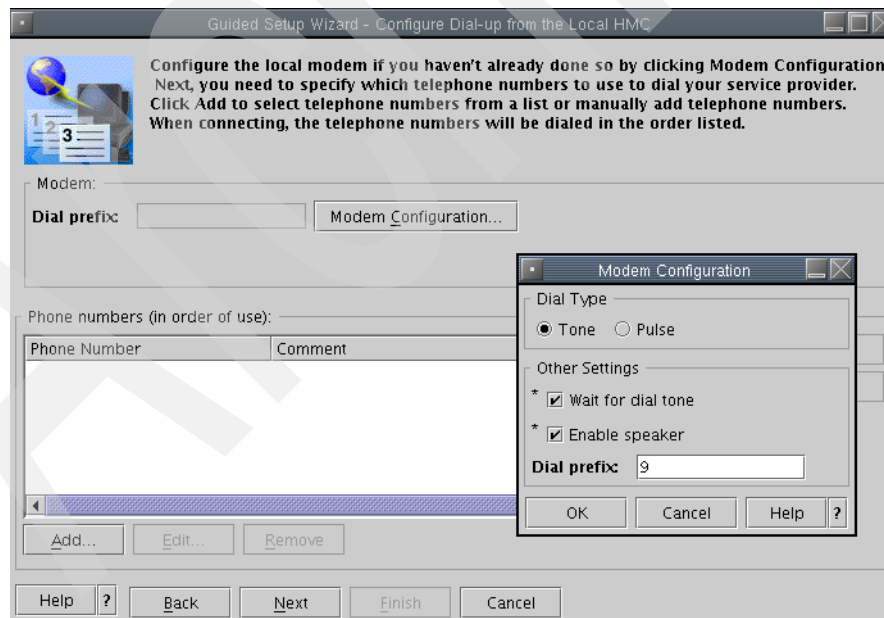 Guided Setup Wizard - Configure Dial-up from the Local HMC
Configure the local modem if you haven't already done so by clicking Modem Configuration
Next, you need to specify which telephone numbers to use to dial your service provider.
Click Add to select telephone numbers from a list or manually add telephone numbers.
When connecting, the telephone numbers will be dialed in the order listed.
1 2 3
Modem:
Dial prefix:
Modem Configuration...
Phone numbers (in order of use):
Phone Number Comment
Add... Edit... Remove
Help ? Back Next Finish Cancel
Modem Configuration
Dial Type
Tone Pulse
Other Settings
* Wait for dial tone
* Enable speaker
Dial prefix: 9
OK Cancel Help ?